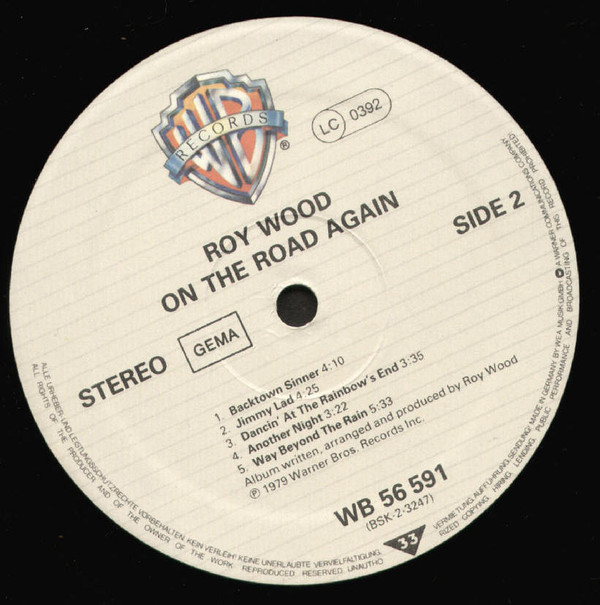 WB
RECORDS
®
LC 0392
ROY WOOD
ON THE ROAD AGAIN
SIDE 2
STEREO
GEMA
1. Backtown Sinner 4:10
2. Jimmy Lad 4:25
3. Dancin' At The Rainbow's End 3:35
4. Another Night 3:22
5. Way Beyond The Rain 5:33
Album written, arranged and produced by Roy Wood
Ⓟ 1979 Warner Bros. Records Inc.
WB 56 591
(BSK-2-3247)
33
ALLE URHEBER- UND LEISTUNGSSCHUTZRECHTE VORBEHALTEN. KEIN VERLEIH! KEINE UNERLAUBTE VERVIELFÄLTIGUNG, VERMIETUNG, AUFFÜHRUNG, SENDUNG! MADE IN GERMANY BY WEA MUSIK GMBH A WARNER COMMUNICATIONS COMPANY
ALL RIGHTS OF THE PRODUCER AND OF THE OWNER OF THE WORK REPRODUCED RESERVED. UNAUTHORIZED COPYING, HIRING, LENDING, PUBLIC PERFORMANCE AND BROADCASTING OF THIS RECORD PROHIBITED!